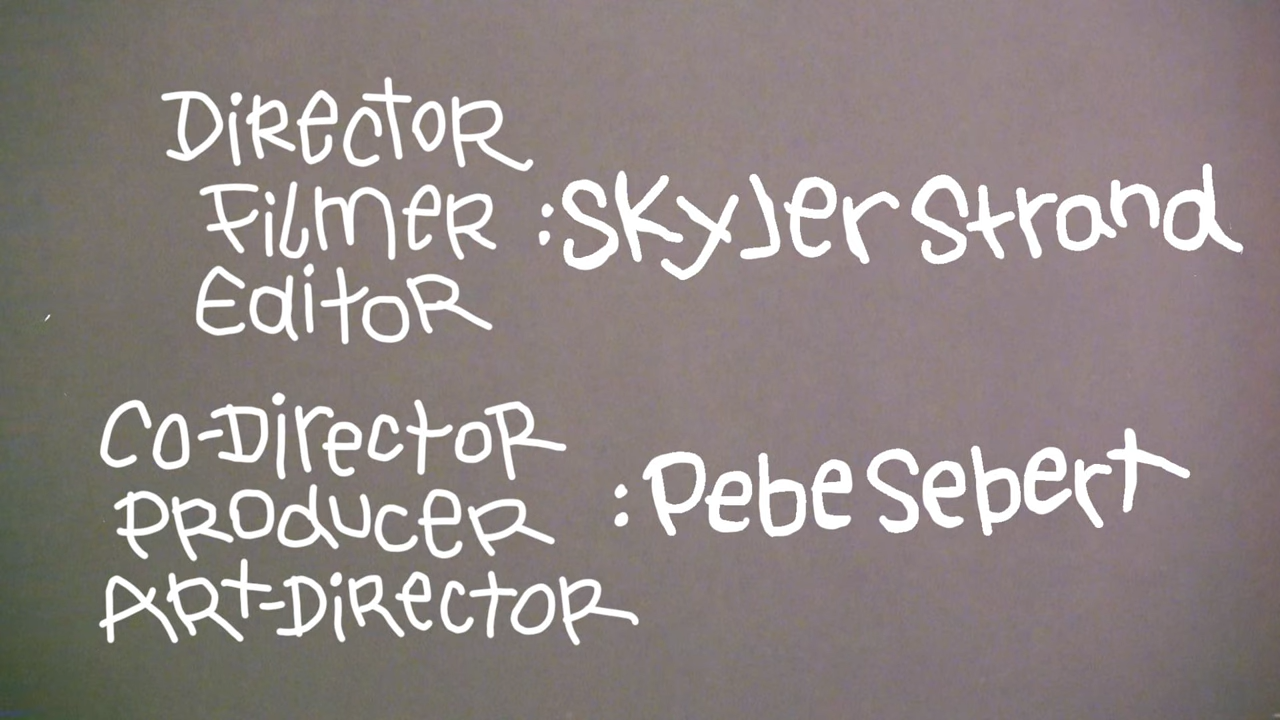 Director
Filmer :Skyler Strand
Editor
Co-Director
Producer :Pebe Sebert
Art-Director